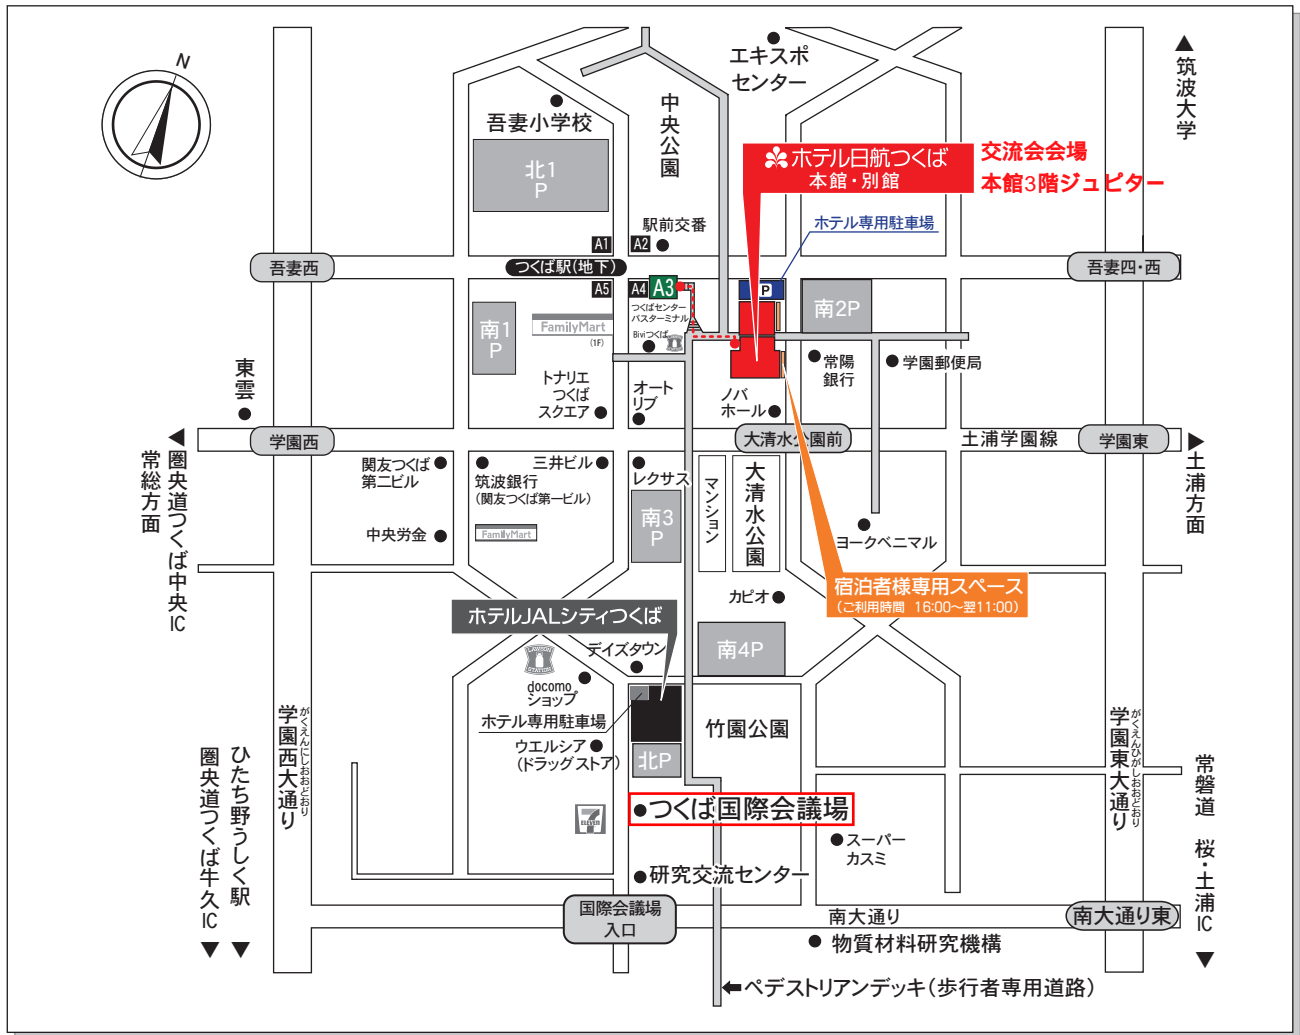 N
エキスポ
センター
▲筑波大学
中央公園
吾妻小学校
北1
P
ホテル日航つくば
本館・別館
交流会会場
本館3階ジュピター
駅前交番
ホテル専用駐車場
A1
A2
吾妻西
つくば駅(地下)
吾妻四・西
A5
A4
A3
P
つくばセンター
バスターミナル
Biviつくば
南1
P
FamilyMart
(1F)
南2P
常陽
銀行
学園郵便局
東雲
トナリエ
つくば
スクエア
オート
リブ
ノバ
ホール
学園西
大清水公園前
土浦学園線
学園東
◀圏央道つくば中央IC
常総方面
▶土浦方面
関友つくば
第二ビル
筑波銀行
(関友つくば第一ビル)
三井ビル
レクサス
マンション
大清水公園
南3
P
中央労金
FamilyMart
ヨークベニマル
カピオ
宿泊者様専用スペース
(ご利用時間 16:00～翌11:00)
ホテルJALシティつくば
デイズタウン
南4P
docomo
ショップ
ホテル専用駐車場
竹園公園
ウエルシア
(ドラッグストア)
北P
学園西大通り
がくえんにしおおどおり
学園東大通り
がくえんひがしおおどおり
ひたち野うしく駅▼
圏央道つくば牛久IC▼
常磐道 桜・土浦IC▼
つくば国際会議場
7
ELEVEN
スーパー
カスミ
研究交流センター
国際会議場
入口
南大通り
南大通り東
物質材料研究機構
⬅ペデストリアンデッキ(歩行者専用道路)